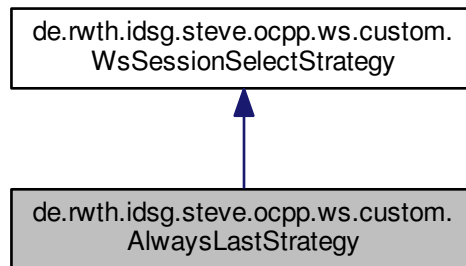 de.rwth.idsg.steve.ocpp.ws.custom.
WsSessionSelectStrategy
de.rwth.idsg.steve.ocpp.ws.custom.
AlwaysLastStrategy